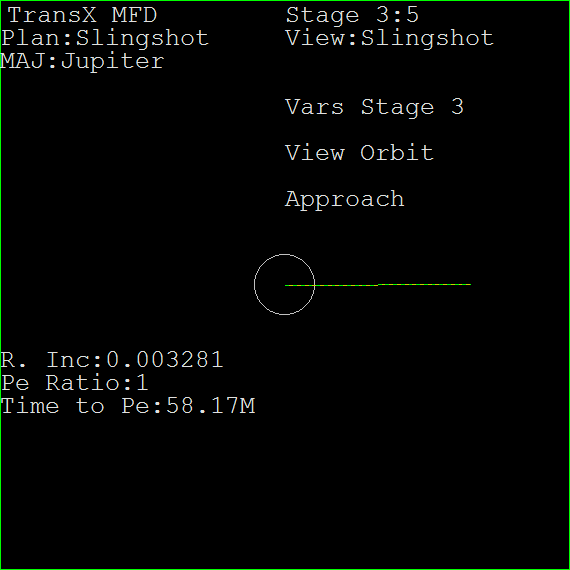 TransX MFD Stage 3:5
Plan:Slingshot View:Slingshot
MAJ:Jupiter
Vars Stage 3
View Orbit
Approach
R. Inc:0.003281
Pe Ratio:1
Time to Pe:58.17M